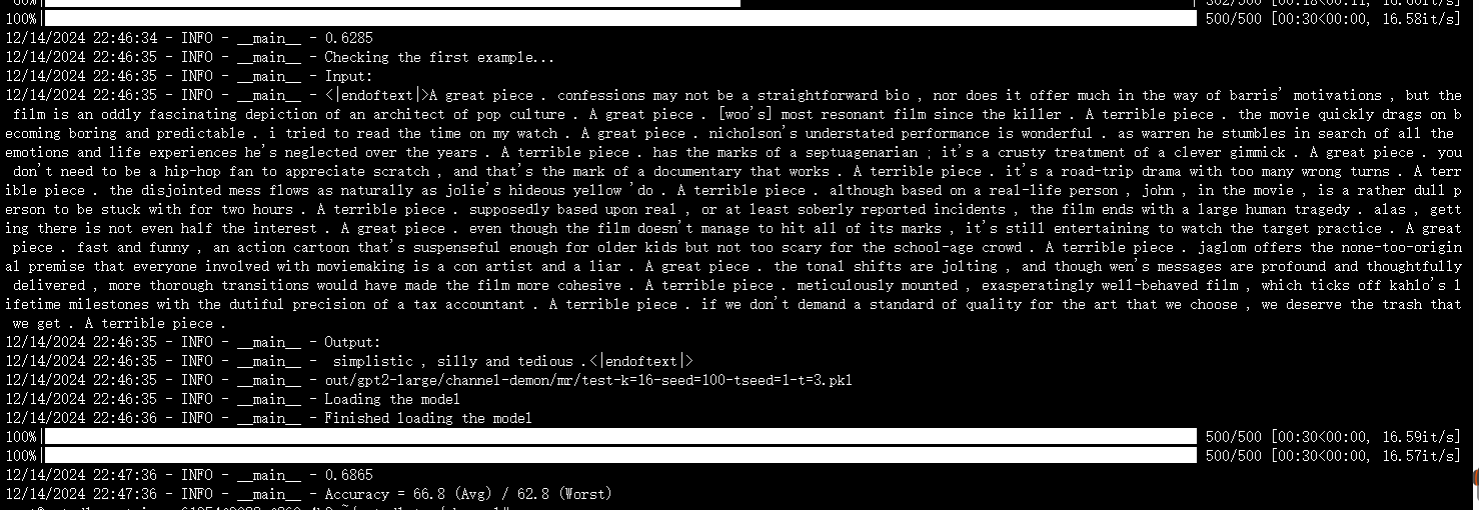 100%| 500/500 [00:30<00:00, 16.58it/s]
12/14/2024 22:46:34 - INFO - __main__ - 0.6285
12/14/2024 22:46:35 - INFO - __main__ - Checking the first example...
12/14/2024 22:46:35 - INFO - __main__ - Input:
12/14/2024 22:46:35 - INFO - __main__ - <|endoftext|>A great piece . confessions may not be a straightforward bio , nor does it offer much in the way of barris' motivations , but the
film is an oddly fascinating depiction of an architect of pop culture . A great piece . [woo's] most resonant film since the killer . A terrible piece . the movie quickly drags on b
ecoming boring and predictable . i tried to read the time on my watch . A great piece . nicholson's understated performance is wonderful . as warren he stumbles in search of all the
emotions and life experiences he's neglected over the years . A terrible piece . has the marks of a septuagenarian ; it's a crusty treatment of a clever gimmick . A great piece . you
don't need to be a hip-hop fan to appreciate scratch , and that's the mark of a documentary that works . A terrible piece . it's a road-trip drama with too many wrong turns . A terr
ible piece . the disjointed mess flows as naturally as jolie's hideous yellow 'do . A terrible piece . although based on a real-life person , john , in the movie , is a rather dull p
erson to be stuck with for two hours . A terrible piece . supposedly based upon real , or at least soberly reported incidents , the film ends with a large human tragedy . alas , gett
ing there is not even half the interest . A great piece . even though the film doesn't manage to hit all of its marks , it's still entertaining to watch the target practice . A great
piece . fast and funny , an action cartoon that's suspenseful enough for older kids but not too scary for the school-age crowd . A terrible piece . jaglom offers the none-too-origin
al premise that everyone involved with moviemaking is a con artist and a liar . A great piece . the tonal shifts are jolting , and though wen's messages are profound and thoughtfully
delivered , more thorough transitions would have made the film more cohesive . A terrible piece . meticulously mounted , exasperatingly well-behaved film , which ticks off kahlo's l
ifetime milestones with the dutiful precision of a tax accountant . A terrible piece . if we don't demand a standard of quality for the art that we choose , we deserve the trash that
we get . A terrible piece .
12/14/2024 22:46:35 - INFO - __main__ - Output:
12/14/2024 22:46:35 - INFO - __main__ -  simplistic , silly and tedious .<|endoftext|>
12/14/2024 22:46:35 - INFO - __main__ - out/gpt2-large/channel-demon/mr/test-k=16-seed=100-tseed=1-t=3.pkl
12/14/2024 22:46:35 - INFO - __main__ - Loading the model
12/14/2024 22:46:36 - INFO - __main__ - Finished loading the model
100%| 500/500 [00:30<00:00, 16.59it/s]
100%| 500/500 [00:30<00:00, 16.57it/s]
12/14/2024 22:47:36 - INFO - __main__ - 0.6865
12/14/2024 22:47:36 - INFO - __main__ - Accuracy = 66.8 (Avg) / 62.8 (Worst)